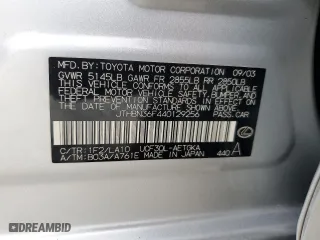 MFD. BY: TOYOTA MOTOR CORPORATION 09/03
GVWR 5145LB GAWR FR 2855LB RR 2850LB
THIS VEHICLE CONFORMS TO ALL APPLICABLE
FEDERAL MOTOR VEHICLE SAFETY, BUMPER, AND
THEFT PREVENTION STANDARDS IN EFFECT ON
THE DATE OF MANUFACTURE SHOWN ABOVE.
JTHBN36F440129256 PASS.CAR
C/TR: 1F2/LA10 UCF30L-AETGKA
A/TM: B03A/A761E MADE IN JAPAN 440 A